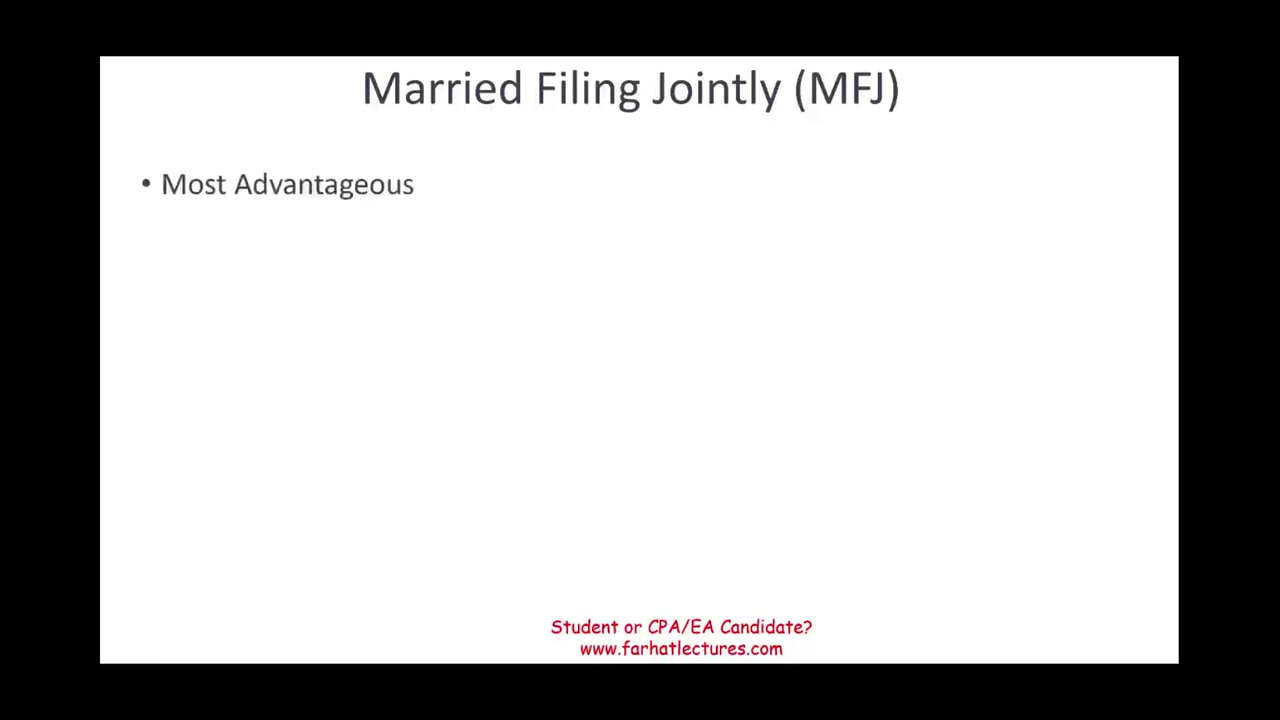 Married Filing Jointly (MFJ)
• Most Advantageous
Student or CPA/EA Candidate?
www.farhatlectures.com